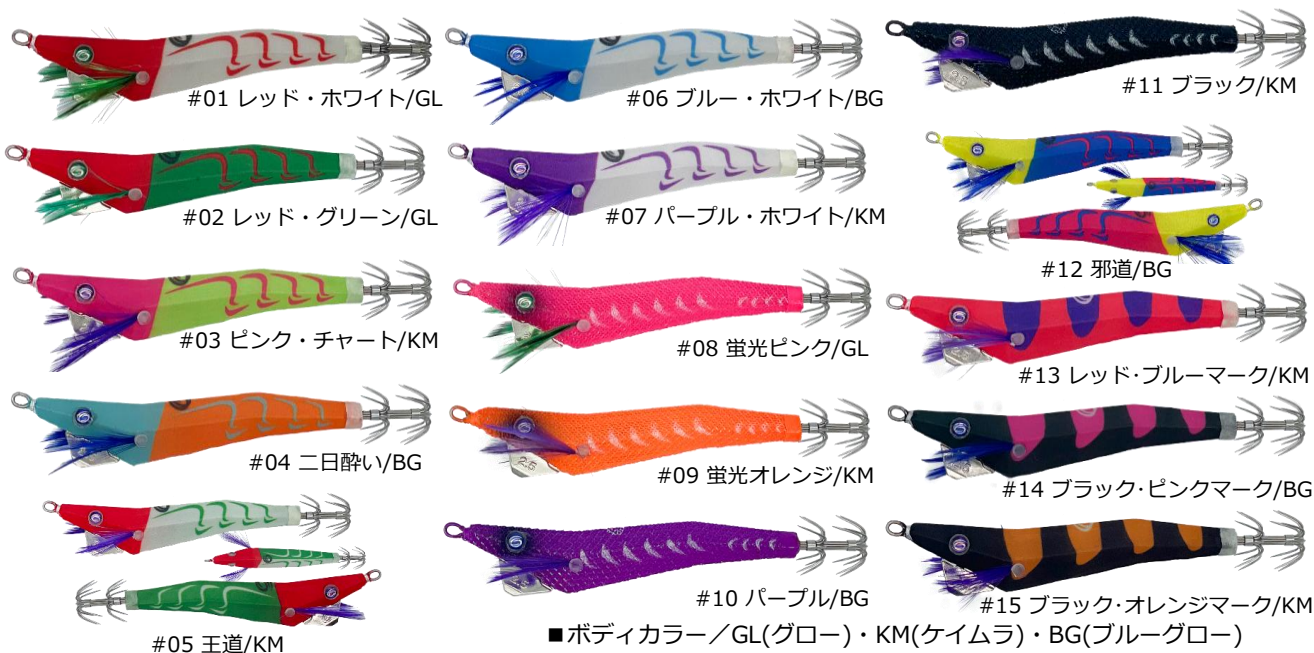 #01 レッド・ホワイト/GL
#02 レッド・グリーン/GL
#03 ピンク・チャート/KM
#04 二日酔い/BG
#05 王道/KM
#06 ブルー・ホワイト/BG
#07 パープル・ホワイト/KM
#08 蛍光ピンク/GL
#09 蛍光オレンジ/KM
2.5
#10 パープル/BG
#11 ブラック/KM
#12 邪道/BG
#13 レッド・ブルーマーク/KM
#14 ブラック・ピンクマーク/BG
#15 ブラック・オレンジマーク/KM
■ボディカラー／GL(グロー)・KM(ケイムラ)・BG(ブルーグロー)